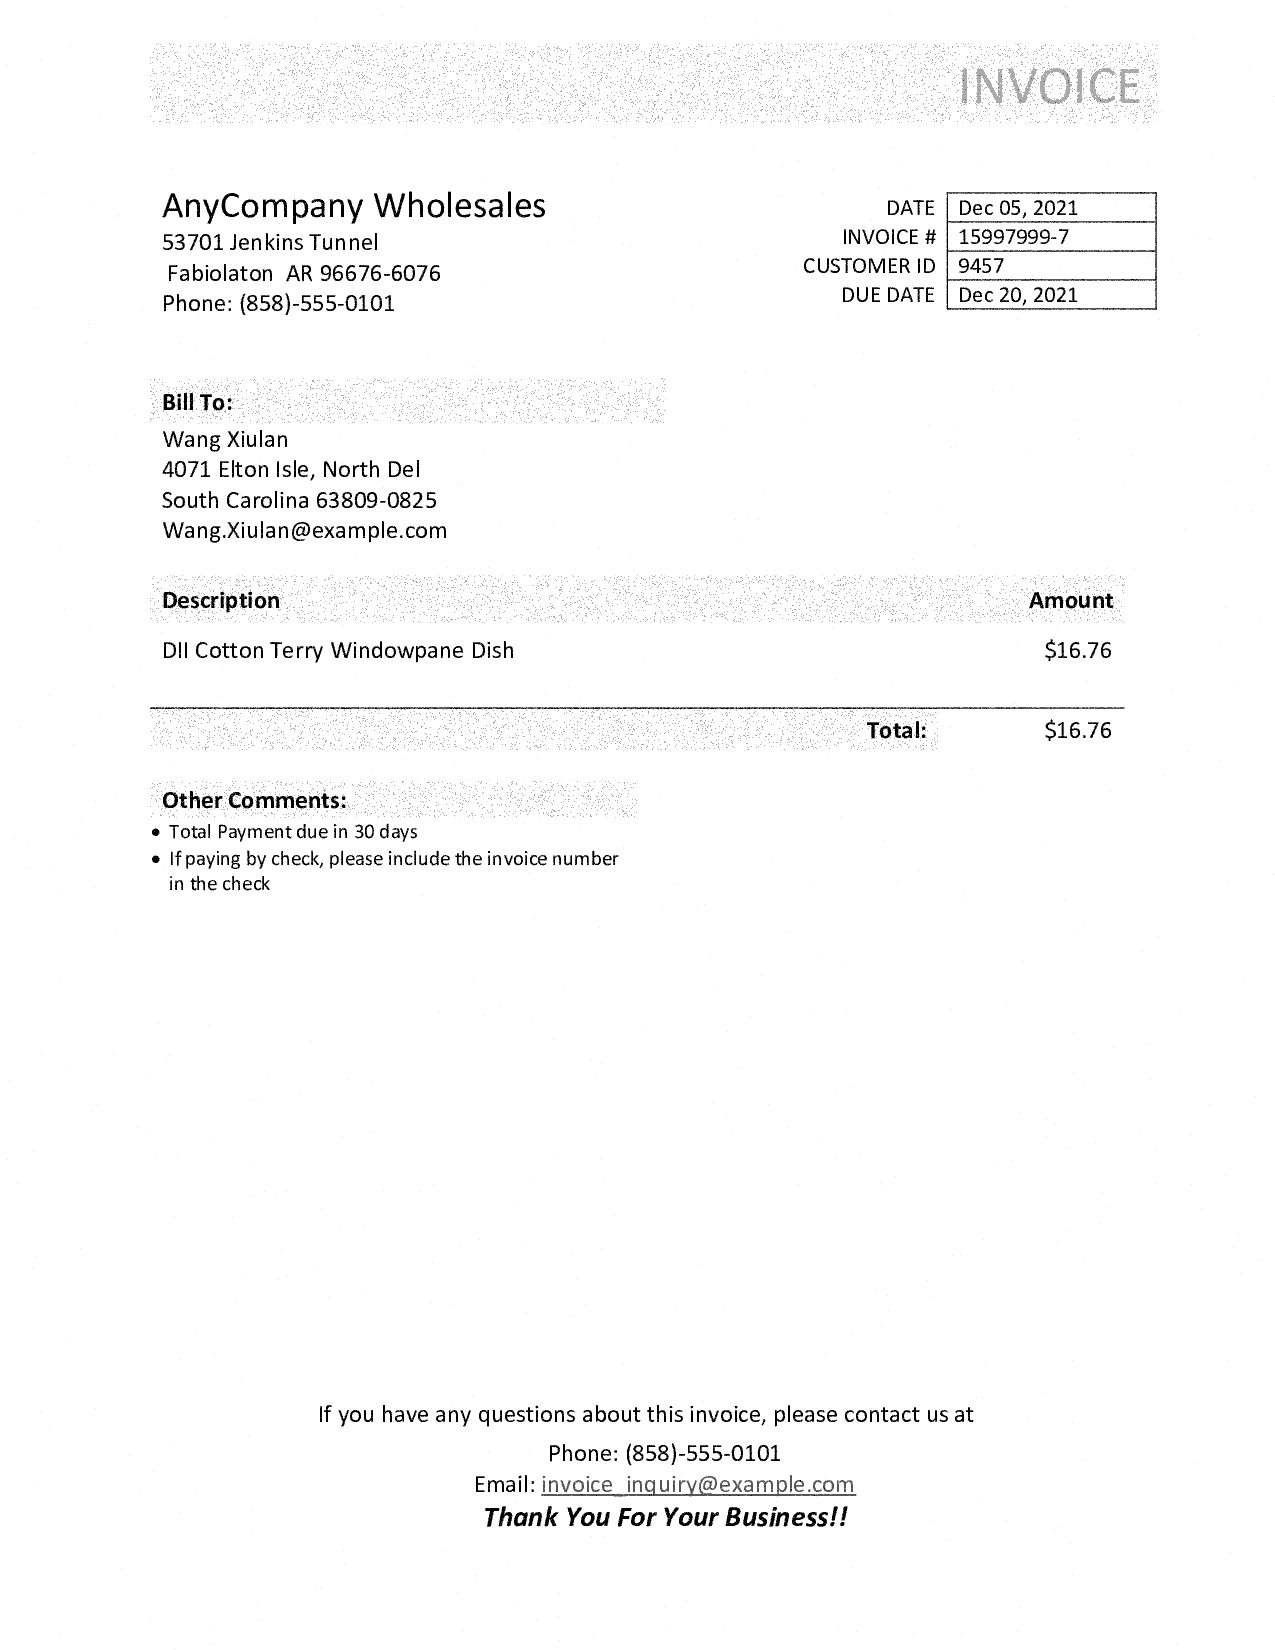 INVOICE
AnyCompany Wholesales
53701 Jenkins Tunnel
Fabiolaton AR 96676-6076
Phone: (858)-555-0101
DATE Dec 05, 2021
INVOICE # 15997999-7
CUSTOMER ID 9457
DUE DATE Dec 20, 2021
Bill To:
Wang Xiulan
4071 Elton Isle, North Del
South Carolina 63809-0825
Wang.Xiulan@example.com
Description Amount
DII Cotton Terry Windowpane Dish $16.76
Total: $16.76
Other Comments:
• Total Payment due in 30 days
• If paying by check, please include the invoice number
in the check
If you have any questions about this invoice, please contact us at
Phone: (858)-555-0101
Email: invoice_inquiry@example.com
Thank You For Your Business!!